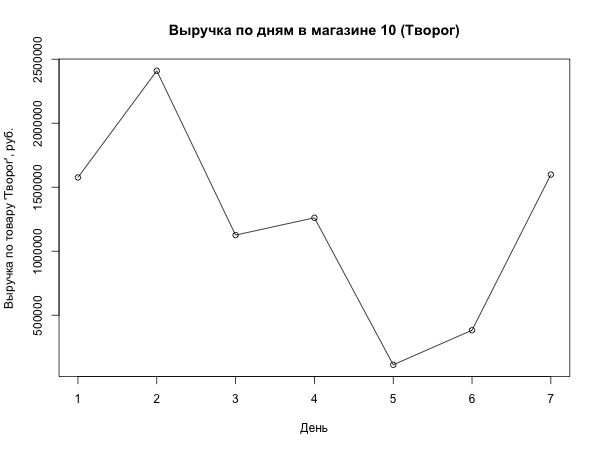 Выручка по дням в магазине 10 (Творог)
Выручка по товару 'Творог', руб.
2500000
2000000
1500000
1000000
500000
1 2 3 4 5 6 7
День